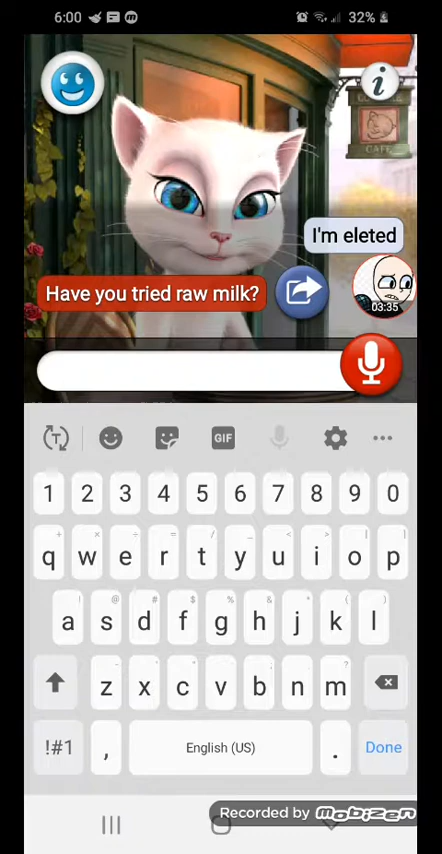 6:00
32%
i
CAFE
I'm eleted
Have you tried raw milk?
03:35
T
GIF
1 2 3 4 5 6 7 8 9 0
+ × ÷ = / _ < > [ ]
q w e r t y u i o p
! @ # $ % ^ & * ( )
a s d f g h j k l
- ' " : ; , ?
z x c v b n m
!#1 , English (US) . Done
Recorded by mobizen